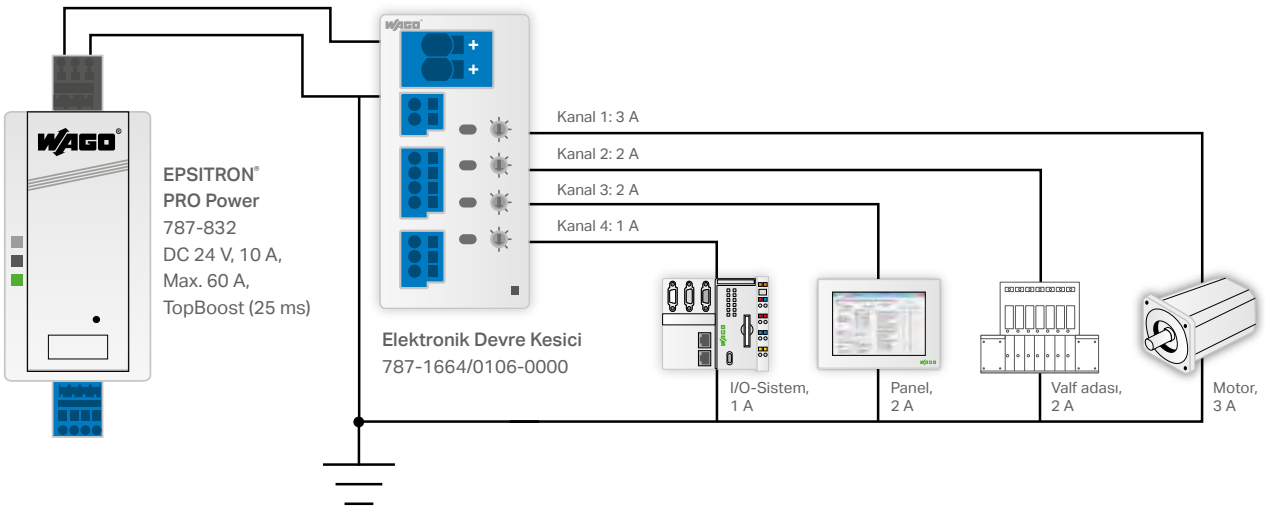 WAGO®
EPSITRON®
PRO Power
787-832
DC 24 V, 10 A,
Max. 60 A,
TopBoost (25 ms)
WAGO®
+
+
Elektronik Devre Kesici
787-1664/0106-0000
Kanal 1: 3 A
Kanal 2: 2 A
Kanal 3: 2 A
Kanal 4: 1 A
WAGO
I/O-Sistem,
1 A
WAGO
Panel,
2 A
Valf adası,
2 A
Motor,
3 A